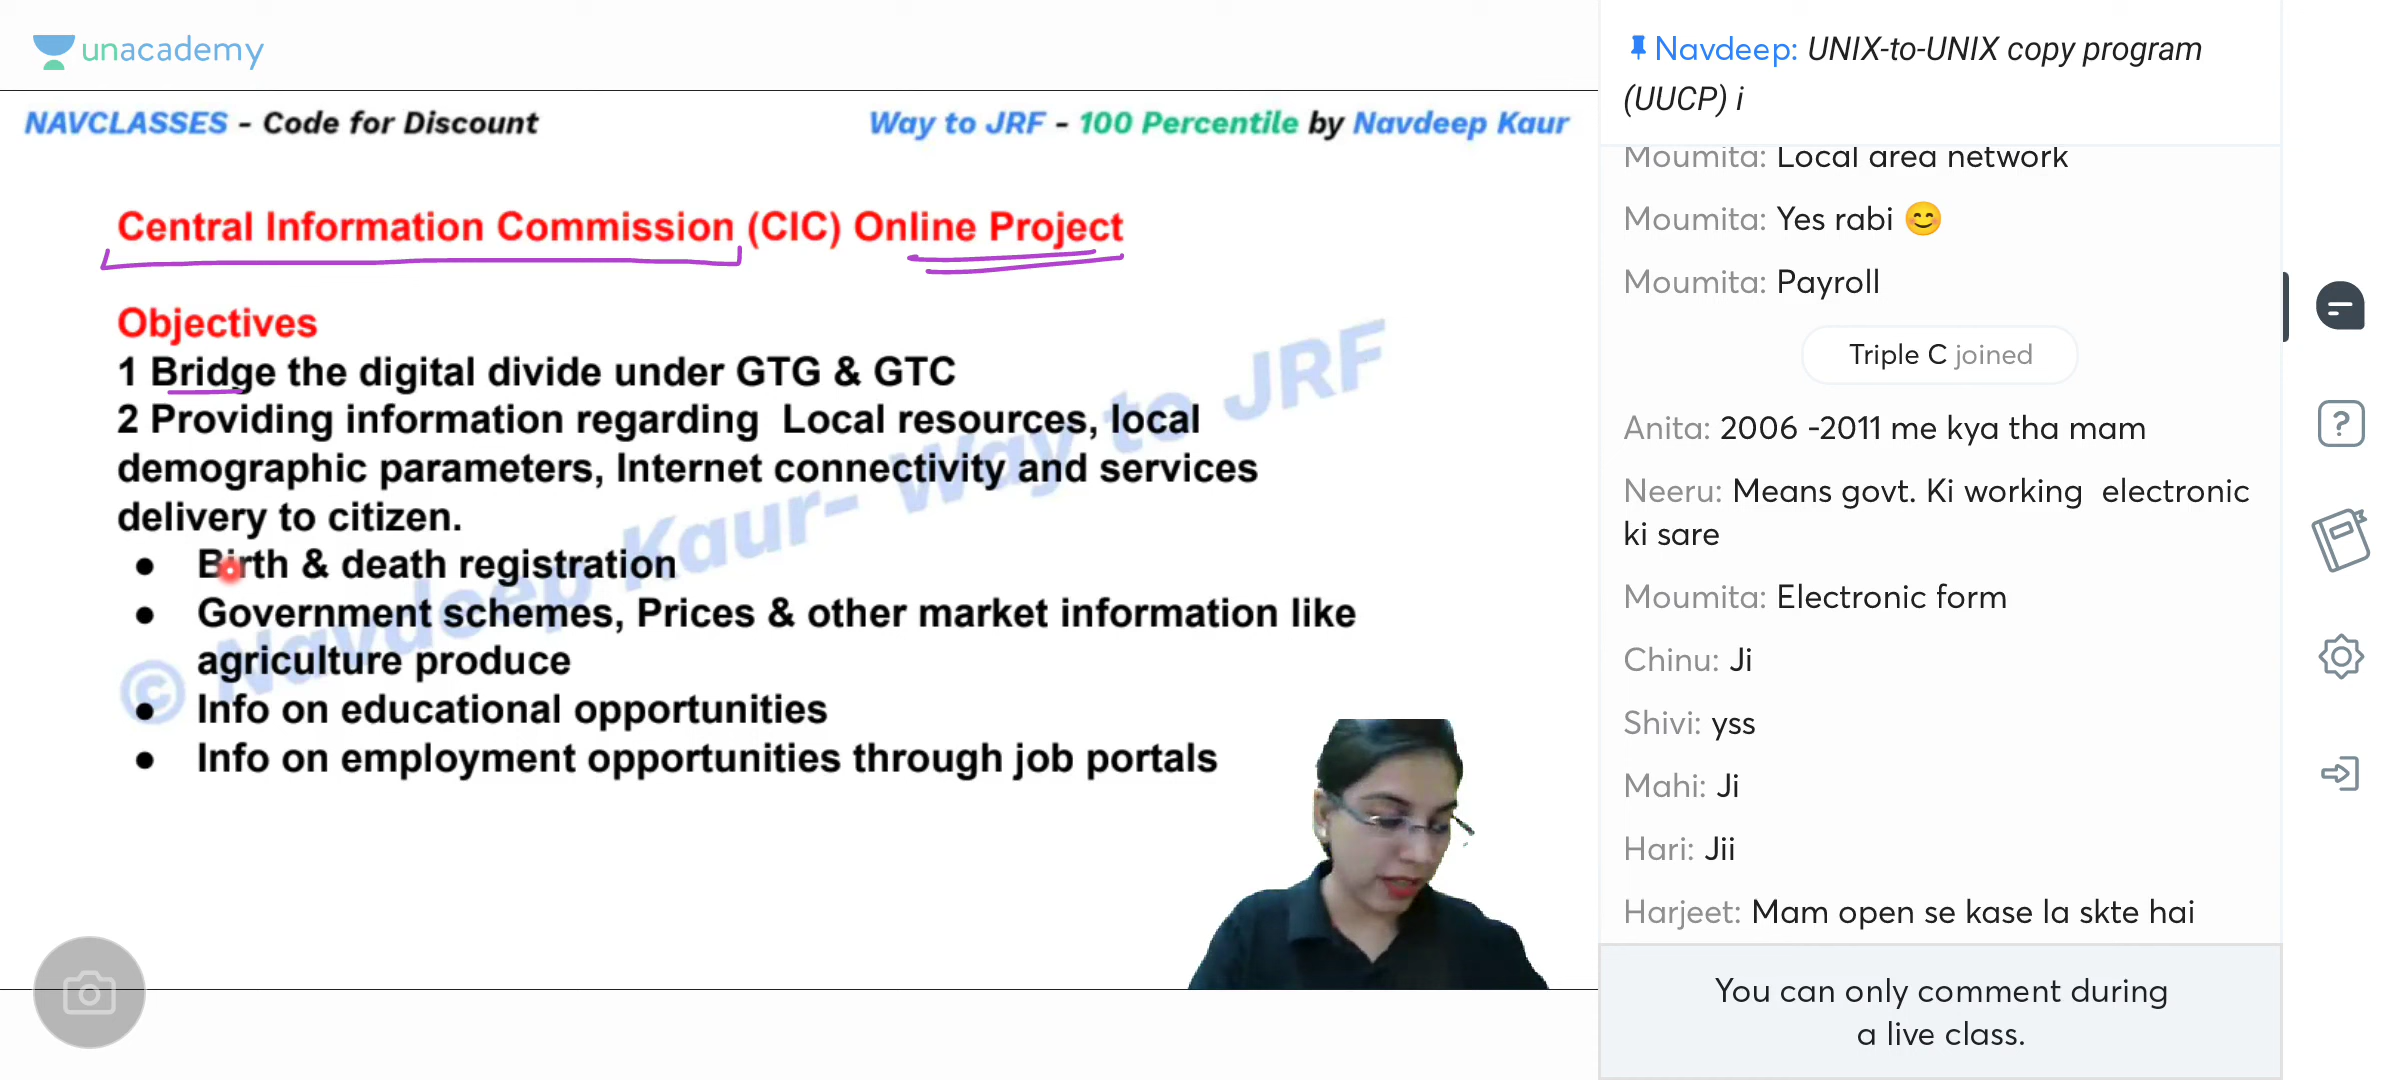 unacademy
NAVCLASSES - Code for Discount
Way to JRF - 100 Percentile by Navdeep Kaur
Central Information Commission (CIC) Online Project
Objectives
1 Bridge the digital divide under GTG & GTC
2 Providing information regarding Local resources, local
demographic parameters, Internet connectivity and services
delivery to citizen.
● Birth & death registration
● Government schemes, Prices & other market information like
agriculture produce
● Info on educational opportunities
● Info on employment opportunities through job portals
© Navdeep Kaur- Way to JRF
Navdeep: UNIX-to-UNIX copy program
(UUCP) i
Moumita: Local area network
Moumita: Yes rabi 😊
Moumita: Payroll
Triple C joined
Anita: 2006 -2011 me kya tha mam
Neeru: Means govt. Ki working electronic
ki sare
Moumita: Electronic form
Chinu: Ji
Shivi: yss
Mahi: Ji
Hari: Jii
Harjeet: Mam open se kase la skte hai
You can only comment during
a live class.